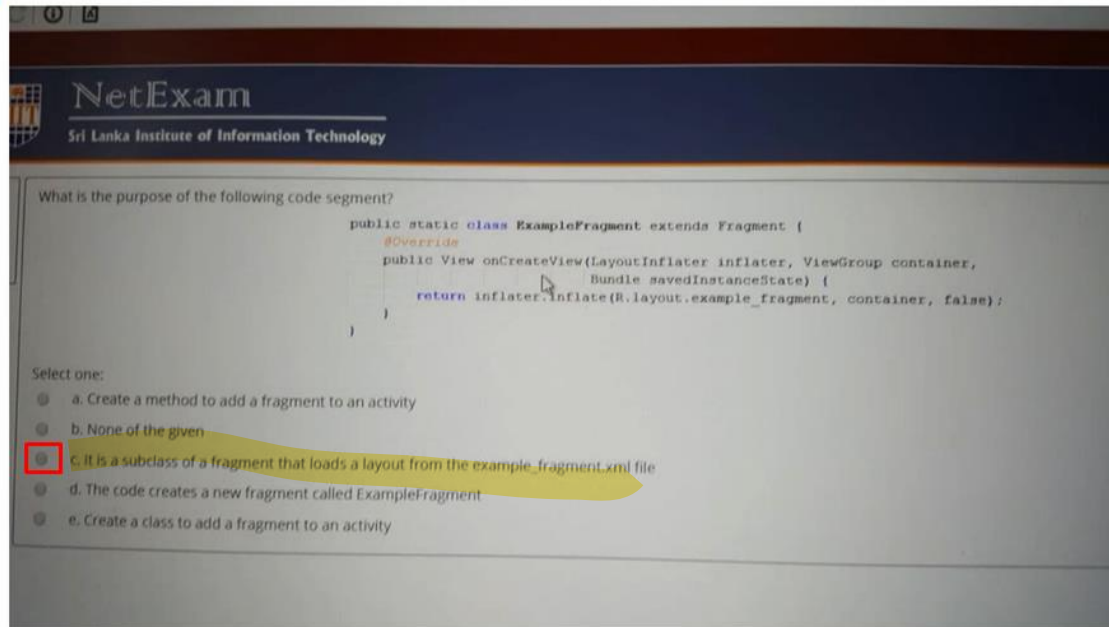 NetExam
Sri Lanka Institute of Information Technology
What is the purpose of the following code segment?
public static class ExampleFragment extends Fragment {
@Override
public View onCreateView(LayoutInflater inflater, ViewGroup container,
Bundle savedInstanceState) {
return inflater.inflate(R.layout.example_fragment, container, false);
}
}
Select one:
a. Create a method to add a fragment to an activity
b. None of the given
c. It is a subclass of a fragment that loads a layout from the example_fragment.xml file
d. The code creates a new fragment called ExampleFragment
e. Create a class to add a fragment to an activity